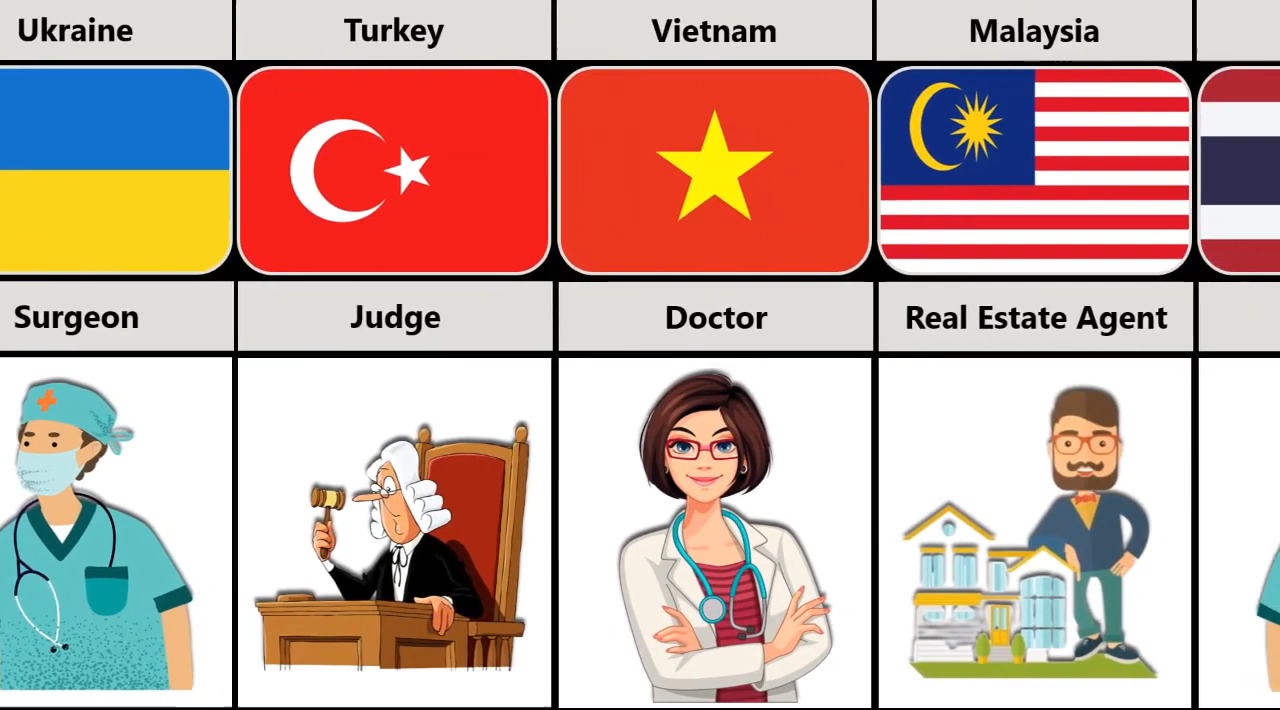 Ukraine
Turkey
Vietnam
Malaysia
Surgeon
Judge
Doctor
Real Estate Agent